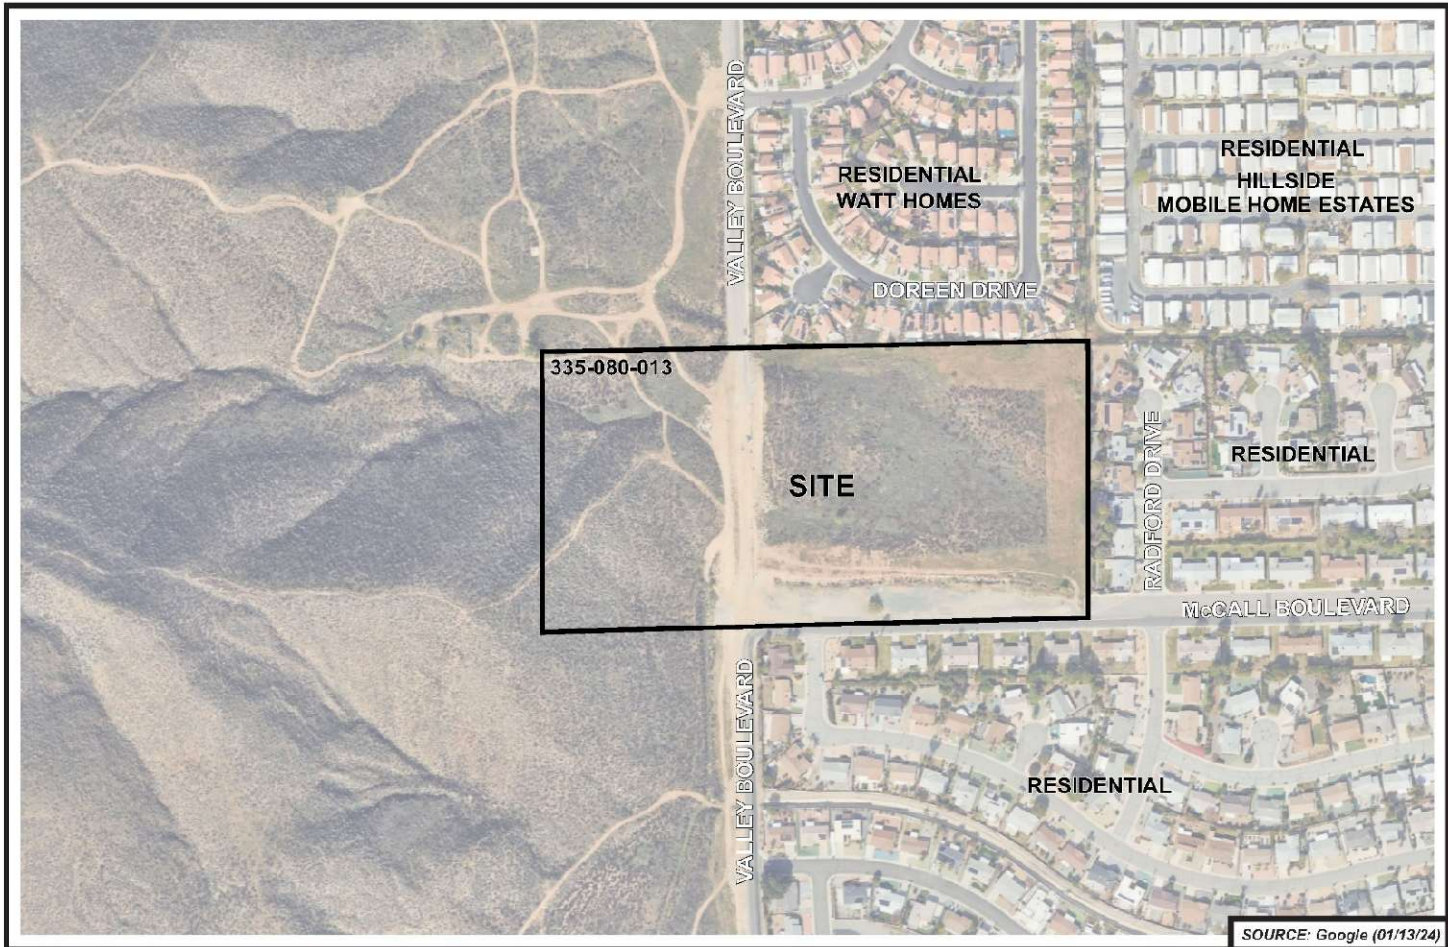 VALLEY BOULEVARD
RESIDENTIAL
WATT HOMES
RESIDENTIAL
HILLSIDE
MOBILE HOME ESTATES
DOREEN DRIVE
335-080-013
SITE
RADFORD DRIVE
RESIDENTIAL
McCALL BOULEVARD
VALLEY BOULEVARD
RESIDENTIAL
SOURCE: Google (01/13/24)